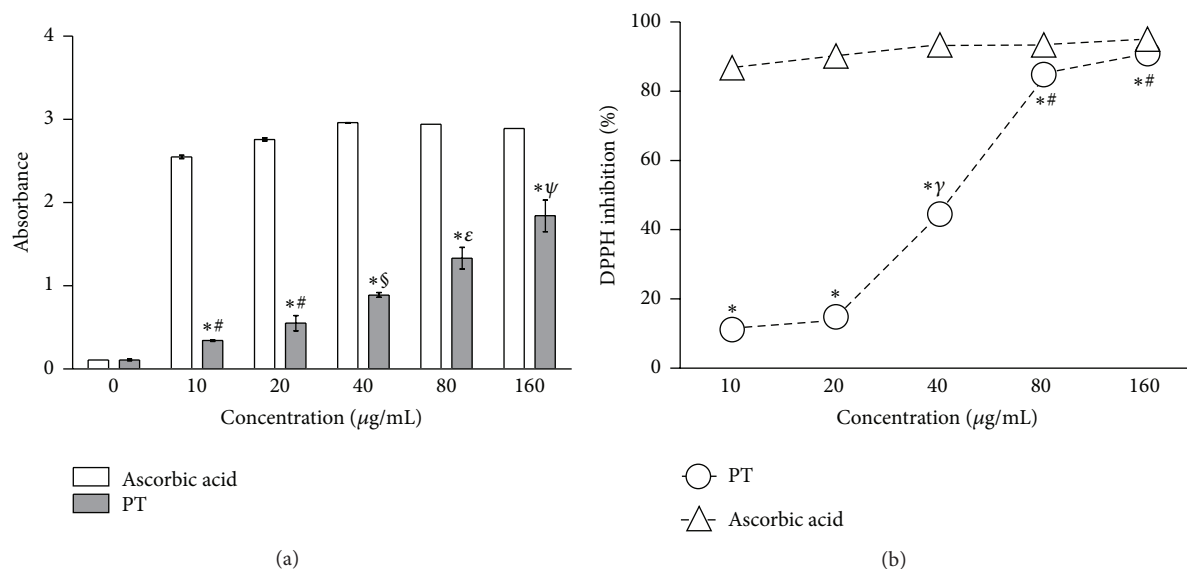 4
3
2
1
0
Absorbance
*#
*#
*§
*ε
*ψ
0 10 20 40 80 160
Concentration (μg/mL)
Ascorbic acid
PT
(a)
100
80
60
40
20
0
DPPH inhibition (%)
*
*
*γ
*#
*#
10 20 40 80 160
Concentration (μg/mL)
PT
Ascorbic acid
(b)